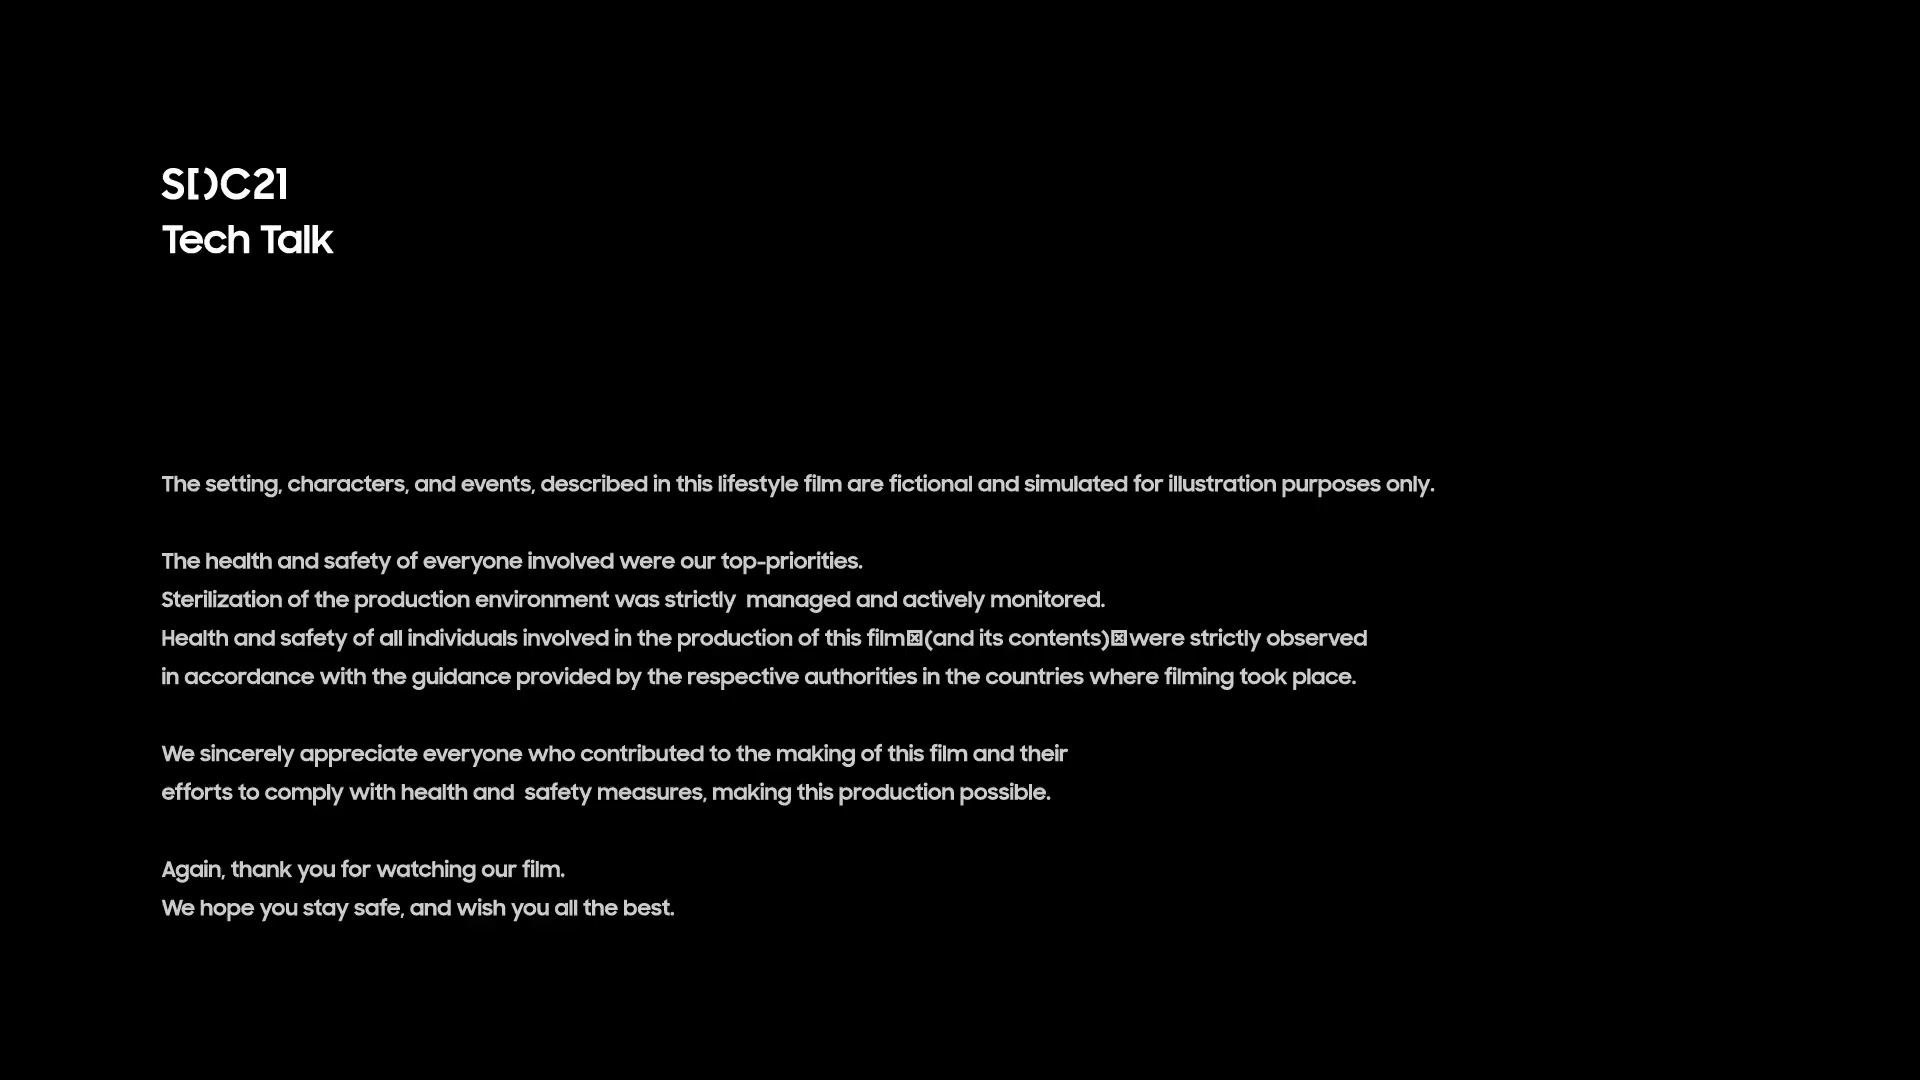 SDC21
Tech Talk
The setting, characters, and events, described in this lifestyle film are fictional and simulated for illustration purposes only.
The health and safety of everyone involved were our top-priorities.
Sterilization of the production environment was strictly  managed and actively monitored.
Health and safety of all individuals involved in the production of this film☒(and its contents)☒were strictly observed
in accordance with the guidance provided by the respective authorities in the countries where filming took place.
We sincerely appreciate everyone who contributed to the making of this film and their
efforts to comply with health and  safety measures, making this production possible.
Again, thank you for watching our film.
We hope you stay safe, and wish you all the best.